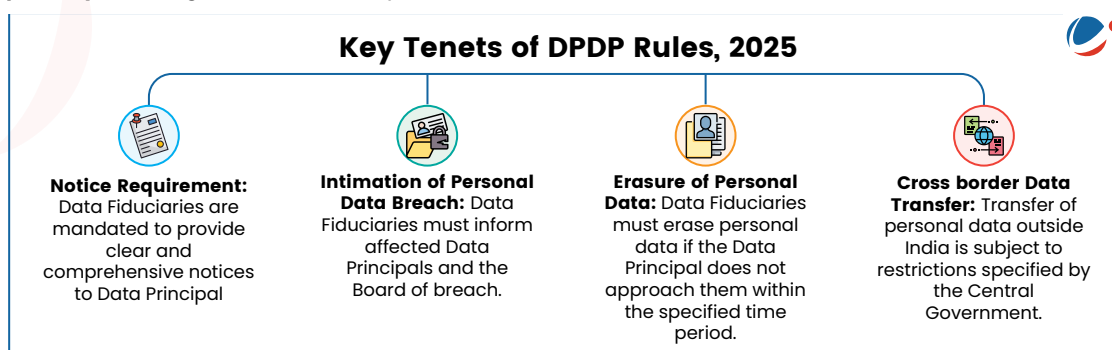 Key Tenets of DPDP Rules, 2025
Notice Requirement:
Data Fiduciaries are
mandated to provide
clear and
comprehensive notices
to Data Principal
Intimation of Personal
Data Breach: Data
Fiduciaries must inform
affected Data
Principals and the
Board of breach.
Erasure of Personal
Data: Data Fiduciaries
must erase personal
data if the Data
Principal does not
approach them within
the specified time
period.
Cross border Data
Transfer: Transfer of
personal data outside
India is subject to
restrictions specified by
the Central
Government.